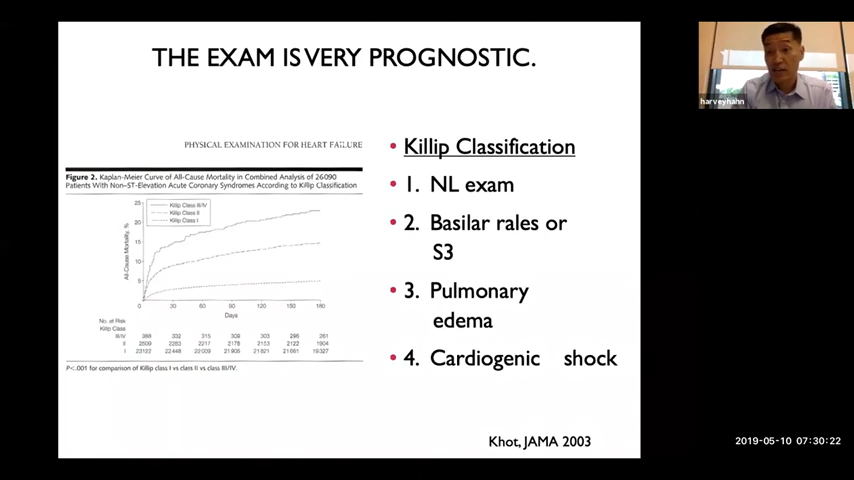 THE EXAM IS VERY PROGNOSTIC.
PHYSICAL EXAMINATION FOR HEART FAILURE
Figure 2. Kaplan-Meier Curve of All-Cause Mortality in Combined Analysis of 26090
Patients With Non-ST-Elevation Acute Coronary Syndromes According to Killip Classification
Killip Class III/IV
Killip Class II
Killip Class I
All-Cause Mortality, %
25
20
15
10
5
0 30 60 90 120 150 180
Days
No. at Risk
Killip Class
III/IV 388 332 315 309 303 296 261
II 2283 2217 2178 2153 2122 1904
I 23122 22448 22009 21905 21821 21661 19327
P<.001 for comparison of Killip class I vs class II vs class III/IV.
• Killip Classification
• 1. NL exam
• 2. Basilar rales or
S3
• 3. Pulmonary
edema
• 4. Cardiogenic shock
Khot, JAMA 2003
harveyhahn
2019-05-10 07:30:22